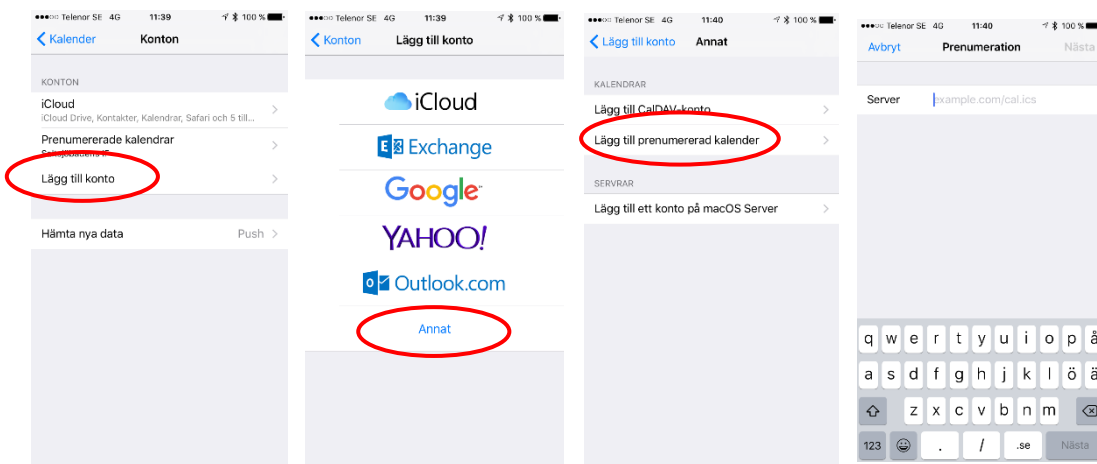 ●●●○○ Telenor SE 4G 11:39 100 %
Kalender Konton
KONTON
iCloud
iCloud Drive, Kontakter, Kalendrar, Safari och 5 till...
Prenumererade kalendrar
Lägg till konto
Hämta nya data Push
●●●○○ Telenor SE 4G 11:39 100 %
Konton Lägg till konto
iCloud
Exchange
Google
YAHOO!
Outlook.com
Annat
●●●○○ Telenor SE 4G 11:40 100 %
Lägg till konto Annat
KALENDRAR
Lägg till CalDAV-konto
Lägg till prenumererad kalender
SERVRAR
Lägg till ett konto på macOS Server
●●●○○ Telenor SE 4G 11:40 100 %
Avbryt Prenumeration Nästa
Server example.com/cal.ics
q w e r t y u i o p å
a s d f g h j k l ö ä
z x c v b n m
123 . / .se Nästa